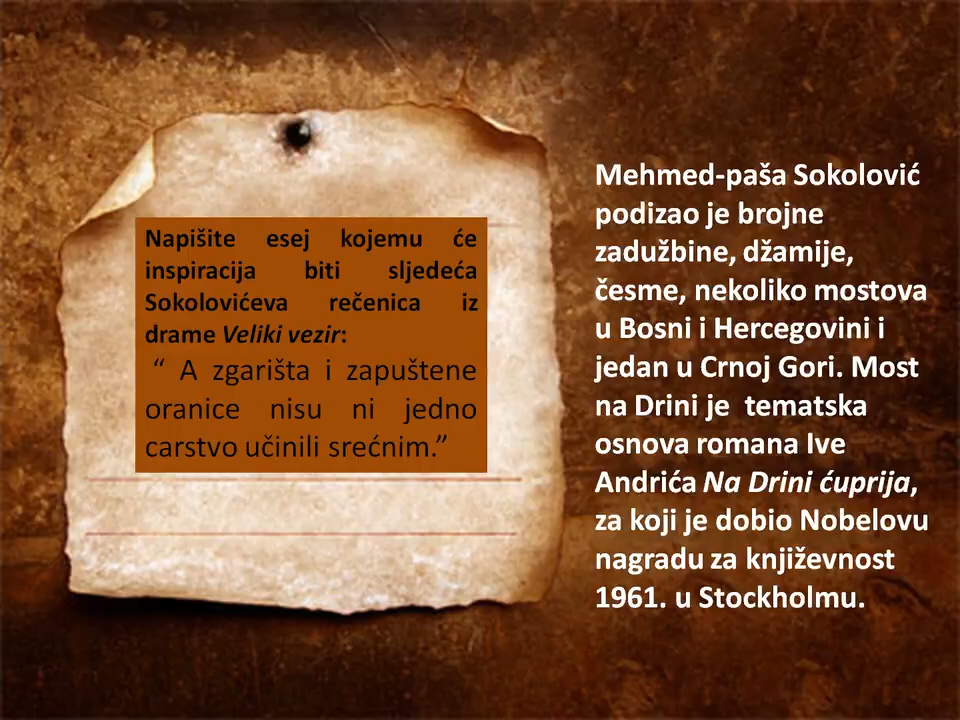 Napišite esej kojemu će
inspiracija biti sljedeća
Sokolovićeva rečenica iz
drame Veliki vezir:
“ A zgarišta i zapuštene
oranice nisu ni jedno
carstvo učinili srećnim.”
Mehmed-paša Sokolović
podizao je brojne
zadužbine, džamije,
česme, nekoliko mostova
u Bosni i Hercegovini i
jedan u Crnoj Gori. Most
na Drini je tematska
osnova romana Ive
Andrića Na Drini ćuprija,
za koji je dobio Nobelovu
nagradu za književnost
1961. u Stockholmu.